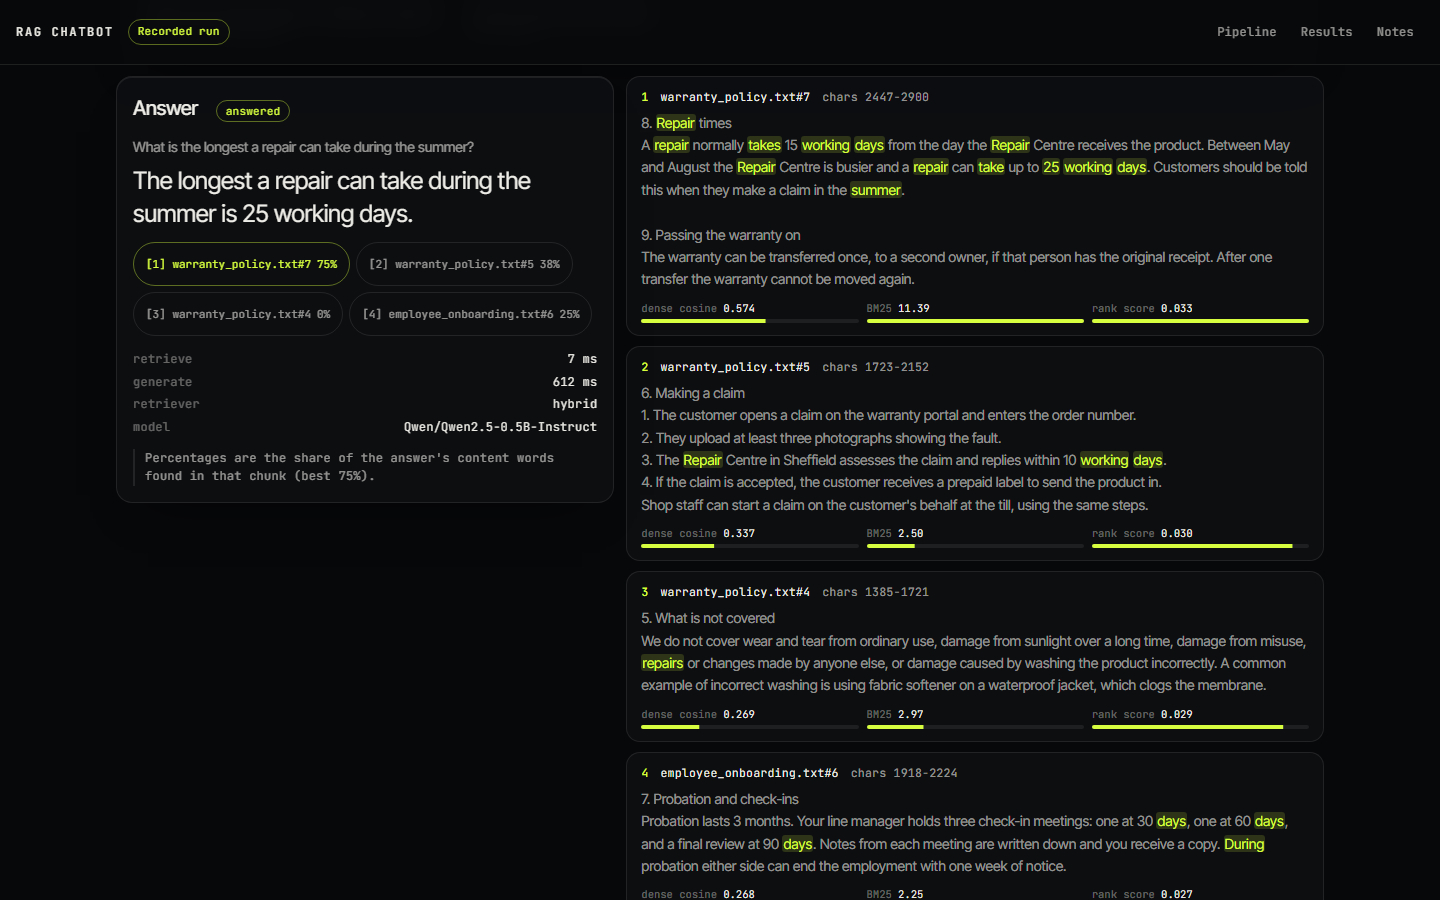 RAG CHATBOT Recorded run Pipeline Results Notes
Answer answered
What is the longest a repair can take during the summer?
The longest a repair can take during the
summer is 25 working days.
[1] warranty_policy.txt#7 75% [2] warranty_policy.txt#5 38%
[3] warranty_policy.txt#4 0% [4] employee_onboarding.txt#6 25%
retrieve 7 ms
generate 612 ms
retriever hybrid
model Qwen/Qwen2.5-0.5B-Instruct
Percentages are the share of the answer's content words
found in that chunk (best 75%).
1 warranty_policy.txt#7 chars 2447-2900
8. Repair times
A repair normally takes 15 working days from the day the Repair Centre receives the product. Between May
and August the Repair Centre is busier and a repair can take up to 25 working days. Customers should be told
this when they make a claim in the summer.
9. Passing the warranty on
The warranty can be transferred once, to a second owner, if that person has the original receipt. After one
transfer the warranty cannot be moved again.
dense cosine 0.574 BM25 11.39 rank score 0.033
2 warranty_policy.txt#5 chars 1723-2152
6. Making a claim
1. The customer opens a claim on the warranty portal and enters the order number.
2. They upload at least three photographs showing the fault.
3. The Repair Centre in Sheffield assesses the claim and replies within 10 working days.
4. If the claim is accepted, the customer receives a prepaid label to send the product in.
Shop staff can start a claim on the customer's behalf at the till, using the same steps.
dense cosine 0.337 BM25 2.50 rank score 0.030
3 warranty_policy.txt#4 chars 1385-1721
5. What is not covered
We do not cover wear and tear from ordinary use, damage from sunlight over a long time, damage from misuse,
repairs or changes made by anyone else, or damage caused by washing the product incorrectly. A common
example of incorrect washing is using fabric softener on a waterproof jacket, which clogs the membrane.
dense cosine 0.269 BM25 2.97 rank score 0.029
4 employee_onboarding.txt#6 chars 1918-2224
7. Probation and check-ins
Probation lasts 3 months. Your line manager holds three check-in meetings: one at 30 days, one at 60 days,
and a final review at 90 days. Notes from each meeting are written down and you receive a copy. During
probation either side can end the employment with one week of notice.
dense cosine 0.268 BM25 2.25 rank score 0.027